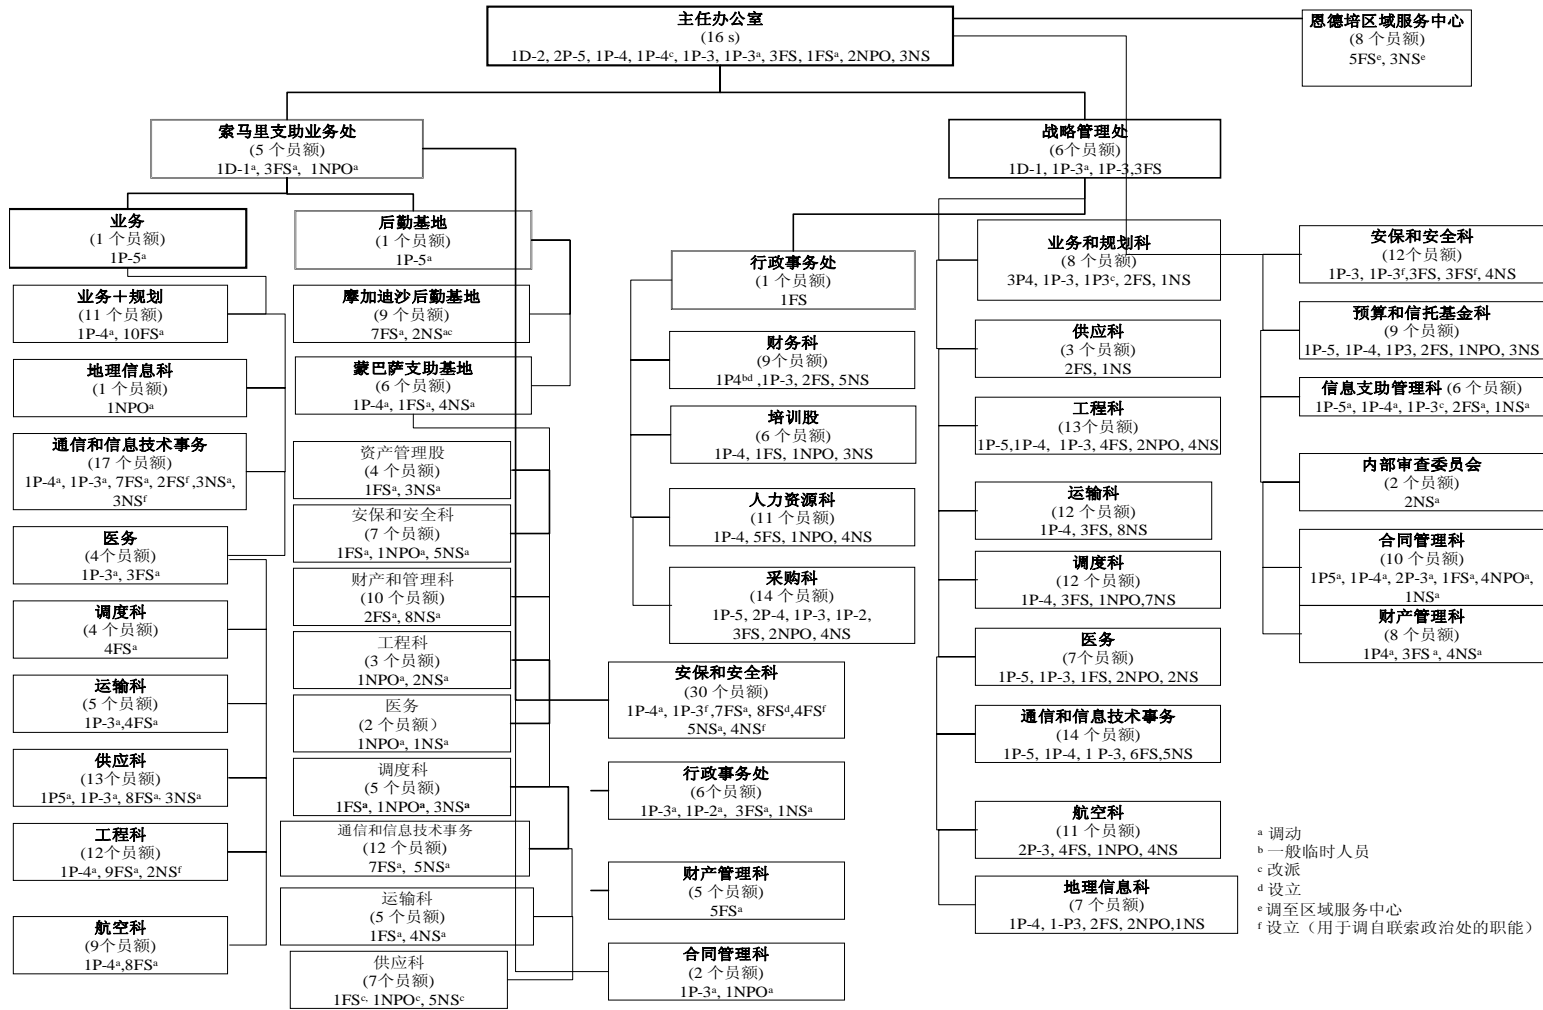 主任办公室
(16 s)
1D-2, 2P-5, 1P-4, 1P-4ᶜ, 1P-3, 1P-3ᵃ, 3FS, 1FSᵃ, 2NPO, 3NS
恩德培区域服务中心
(8 个员额)
5FSᵉ, 3NSᵉ
索马里支助业务处
(5 个员额)
1D-1ᵃ, 3FSᵃ, 1NPOᵃ
战略管理处
(6个员额)
1D-1, 1P-3ᵃ, 1P-3,3FS
业务
(1 个员额)
1P-5ᵃ
业务＋规划
(11 个员额)
1P-4ᵃ, 10FSᵃ
地理信息科
(1 个员额)
1NPOᵃ
通信和信息技术事务
(17 个员额)
1P-4ᵃ, 1P-3ᵃ, 7FSᵃ, 2FSᶠ,3NSᵃ,
3NSᶠ
医务
(4个员额)
1P-3ᵃ, 3FSᵃ
调度科
(4 个员额)
4FSᵃ
运输科
(5 个员额)
1P-3ᵃ,4FSᵃ
供应科
(13个员额)
1P5ᵃ, 1P-3ᵃ, 8FSᵃ, 3NSᵃ
工程科
(12个员额)
1P-4ᵃ, 9FSᵃ, 2NSᶠ
航空科
(9个员额)
1P-4ᵃ,8FSᵃ
后勤基地
(1 个员额)
1P-5ᵃ
摩加迪沙后勤基地
(9 个员额)
7FSᵃ, 2NSᵃᶜ
蒙巴萨支助基地
(6 个员额)
1P-4ᵃ, 1FSᵃ, 4NSᵃ
资产管理股
(4 个员额)
1FSᵃ, 3NSᵃ
安保和安全科
(7 个员额)
1FSᵃ, 1NPOᵃ, 5NSᵃ
财产和管理科
(10 个员额)
2FSᵃ, 8NSᵃ
工程科
(3 个员额)
1NPOᵃ, 2NSᵃ
医务
(2 个员额）
1NPOᵃ, 1NSᵃ
调度科
(5 个员额)
1FSᵃ, 1NPOᵃ, 3NSᵃ
通信和信息技术事务
(12 个员额)
7FSᵃ, 5NSᵃ
运输科
(5 个员额)
1FSᵃ, 4NSᵃ
供应科
(7个员额)
1FSᶜ, 1NPOᶜ, 5NSᶜ
行政事务处
(1 个员额)
1FS
财务科
(9个员额)
1P4ᵇᵈ ,1P-3, 2FS, 5NS
培训股
(6 个员额)
1P-4, 1FS, 1NPO, 3NS
人力资源科
(11 个员额)
1P-4, 5FS, 1NPO, 4NS
采购科
(14 个员额)
1P-5, 2P-4, 1P-3, 1P-2,
3FS, 2NPO, 4NS
安保和安全科
(30 个员额)
1P-4ᵃ, 1P-3ᶠ,7FSᵃ, 8FSᵈ,4FSᶠ
5NSᵃ, 4NSᶠ
行政事务处
(6个员额)
1P-3ᵃ, 1P-2ᵃ, 3FSᵃ, 1NSᵃ
财产管理科
(5 个员额)
5FSᵃ
合同管理科
(2 个员额)
1P-3ᵃ, 1NPOᵃ
业务和规划科
(8 个员额)
3P4, 1P-3, 1P3ᶜ, 2FS, 1NS
供应科
(3 个员额)
2FS, 1NS
工程科
(13个员额)
1P-5,1P-4, 1P-3, 4FS, 2NPO, 4NS
运输科
(12 个员额)
1P-4, 3FS, 8NS
调度科
(12 个员额)
1P-4, 3FS, 1NPO,7NS
医务
(7个员额)
1P-5, 1P-3, 1FS, 2NPO, 2NS
通信和信息技术事务
(14 个员额)
1P-5, 1P-4, 1 P-3, 6FS,5NS
航空科
(11 个员额)
2P-3, 4FS, 1NPO, 4NS
地理信息科
(7 个员额)
1P-4, 1-P3, 2FS, 2NPO,1NS
安保和安全科
(12个员额)
1P-3, 1P-3ᶠ,3FS, 3FSᶠ, 4NS
预算和信托基金科
(9 个员额)
1P-5, 1P-4, 1P3, 2FS, 1NPO, 3NS
信息支助管理科 (6 个员额)
1P-5ᵃ, 1P-4ᵃ, 1P-3ᶜ, 2FSᵃ, 1NSᵃ
内部审查委员会
(2 个员额)
2NSᵃ
合同管理科
(10 个员额)
1P5ᵃ, 1P-4ᵃ, 2P-3ᵃ, 1FSᵃ, 4NPOᵃ,
1NSᵃ
财产管理科
(8 个员额)
1P4ᵃ, 3FSᵃ, 4NSᵃ
ᵃ 调动
ᵇ 一般临时人员
ᶜ 改派
ᵈ 设立
ᵉ 调至区域服务中心
ᶠ 设立（用于调自联索政治处的职能）